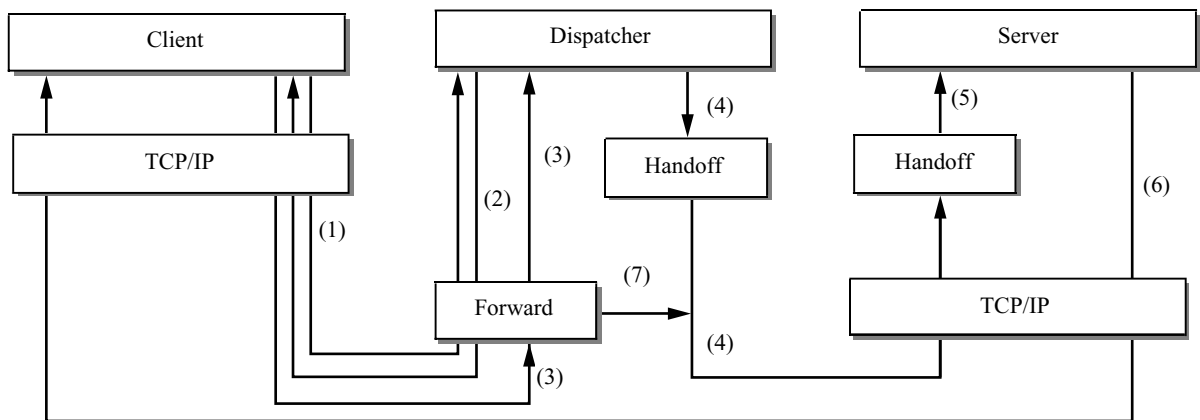 Client
Dispatcher
Server
(4)
(5)
TCP/IP
(3)
Handoff
Handoff
(2)
(6)
(1)
(7)
Forward
TCP/IP
(4)
(3)